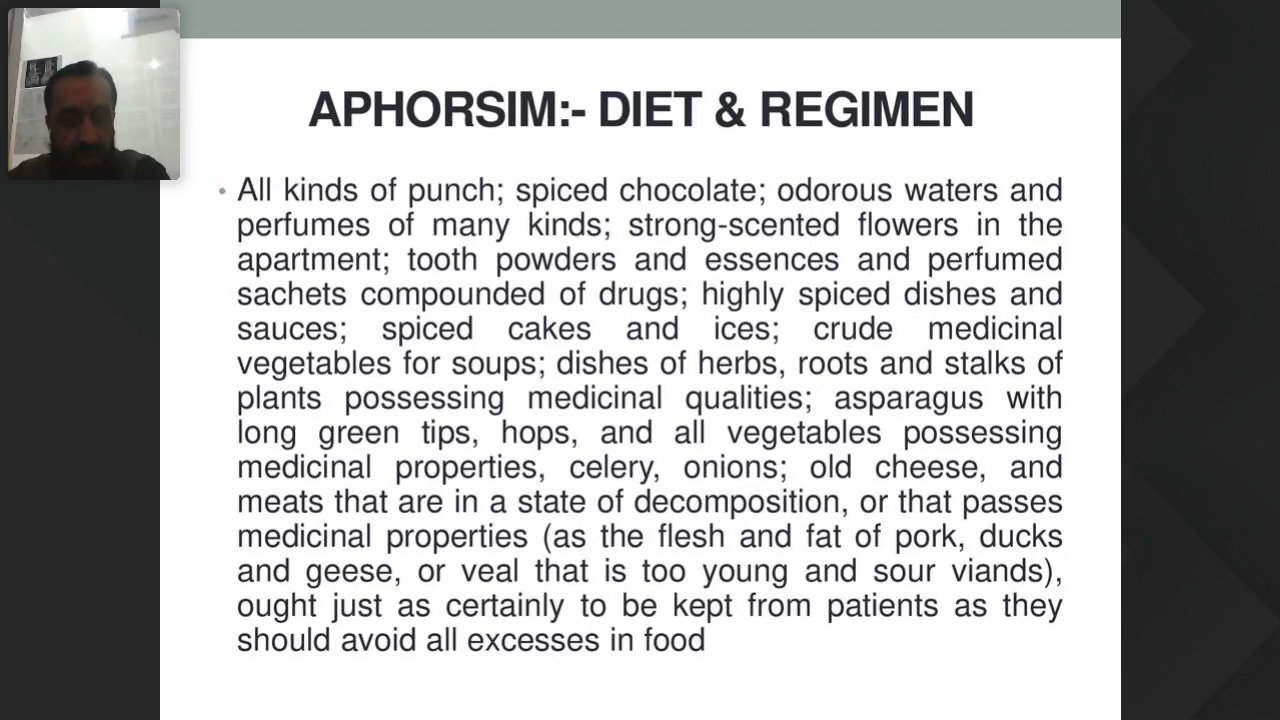 APHORSIM:- DIET & REGIMEN
• All kinds of punch; spiced chocolate; odorous waters and
perfumes of many kinds; strong-scented flowers in the
apartment; tooth powders and essences and perfumed
sachets compounded of drugs; highly spiced dishes and
sauces; spiced cakes and ices; crude medicinal
vegetables for soups; dishes of herbs, roots and stalks of
plants possessing medicinal qualities; asparagus with
long green tips, hops, and all vegetables possessing
medicinal properties, celery, onions; old cheese, and
meats that are in a state of decomposition, or that passes
medicinal properties (as the flesh and fat of pork, ducks
and geese, or veal that is too young and sour viands),
ought just as certainly to be kept from patients as they
should avoid all excesses in food